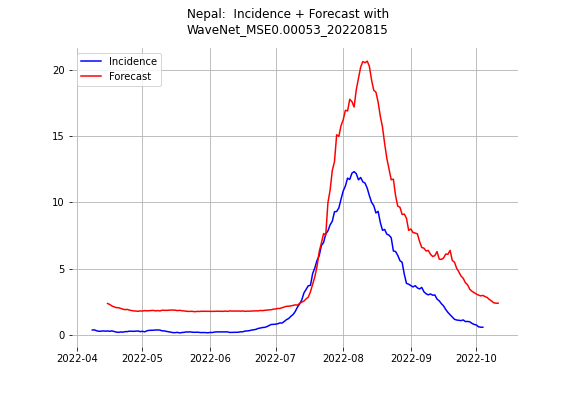 Nepal:  Incidence + Forecast with
WaveNet_MSE0.00053_20220815
Incidence
Forecast
20
15
10
5
0
2022-04 2022-05 2022-06 2022-07 2022-08 2022-09 2022-10